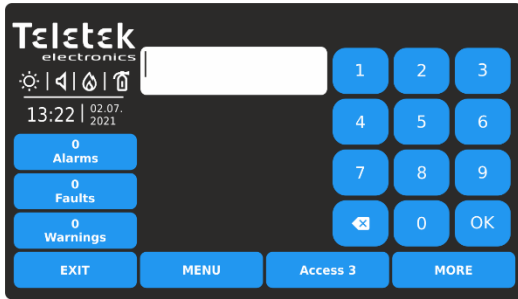 Teletek
electronics
13:22 | 02.07.
2021
0
Alarms
0
Faults
0
Warnings
1 2 3
4 5 6
7 8 9
0 OK
EXIT MENU Access 3 MORE